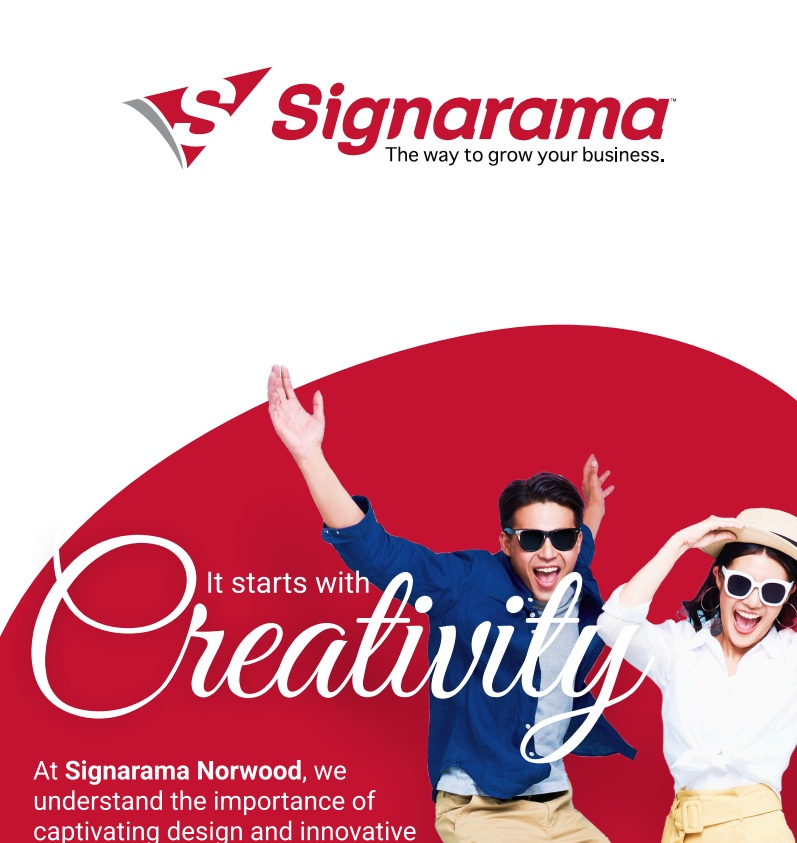 Signarama™
The way to grow your business.
It starts with
Creativity
At Signarama Norwood, we
understand the importance of
captivating design and innovative